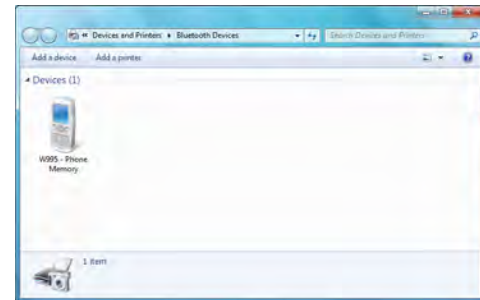 « Devices and Printers ▸ Bluetooth Devices
Search Devices and Printers
Add a device Add a printer
Devices (1)
W995 - Phone
Memory
1 item